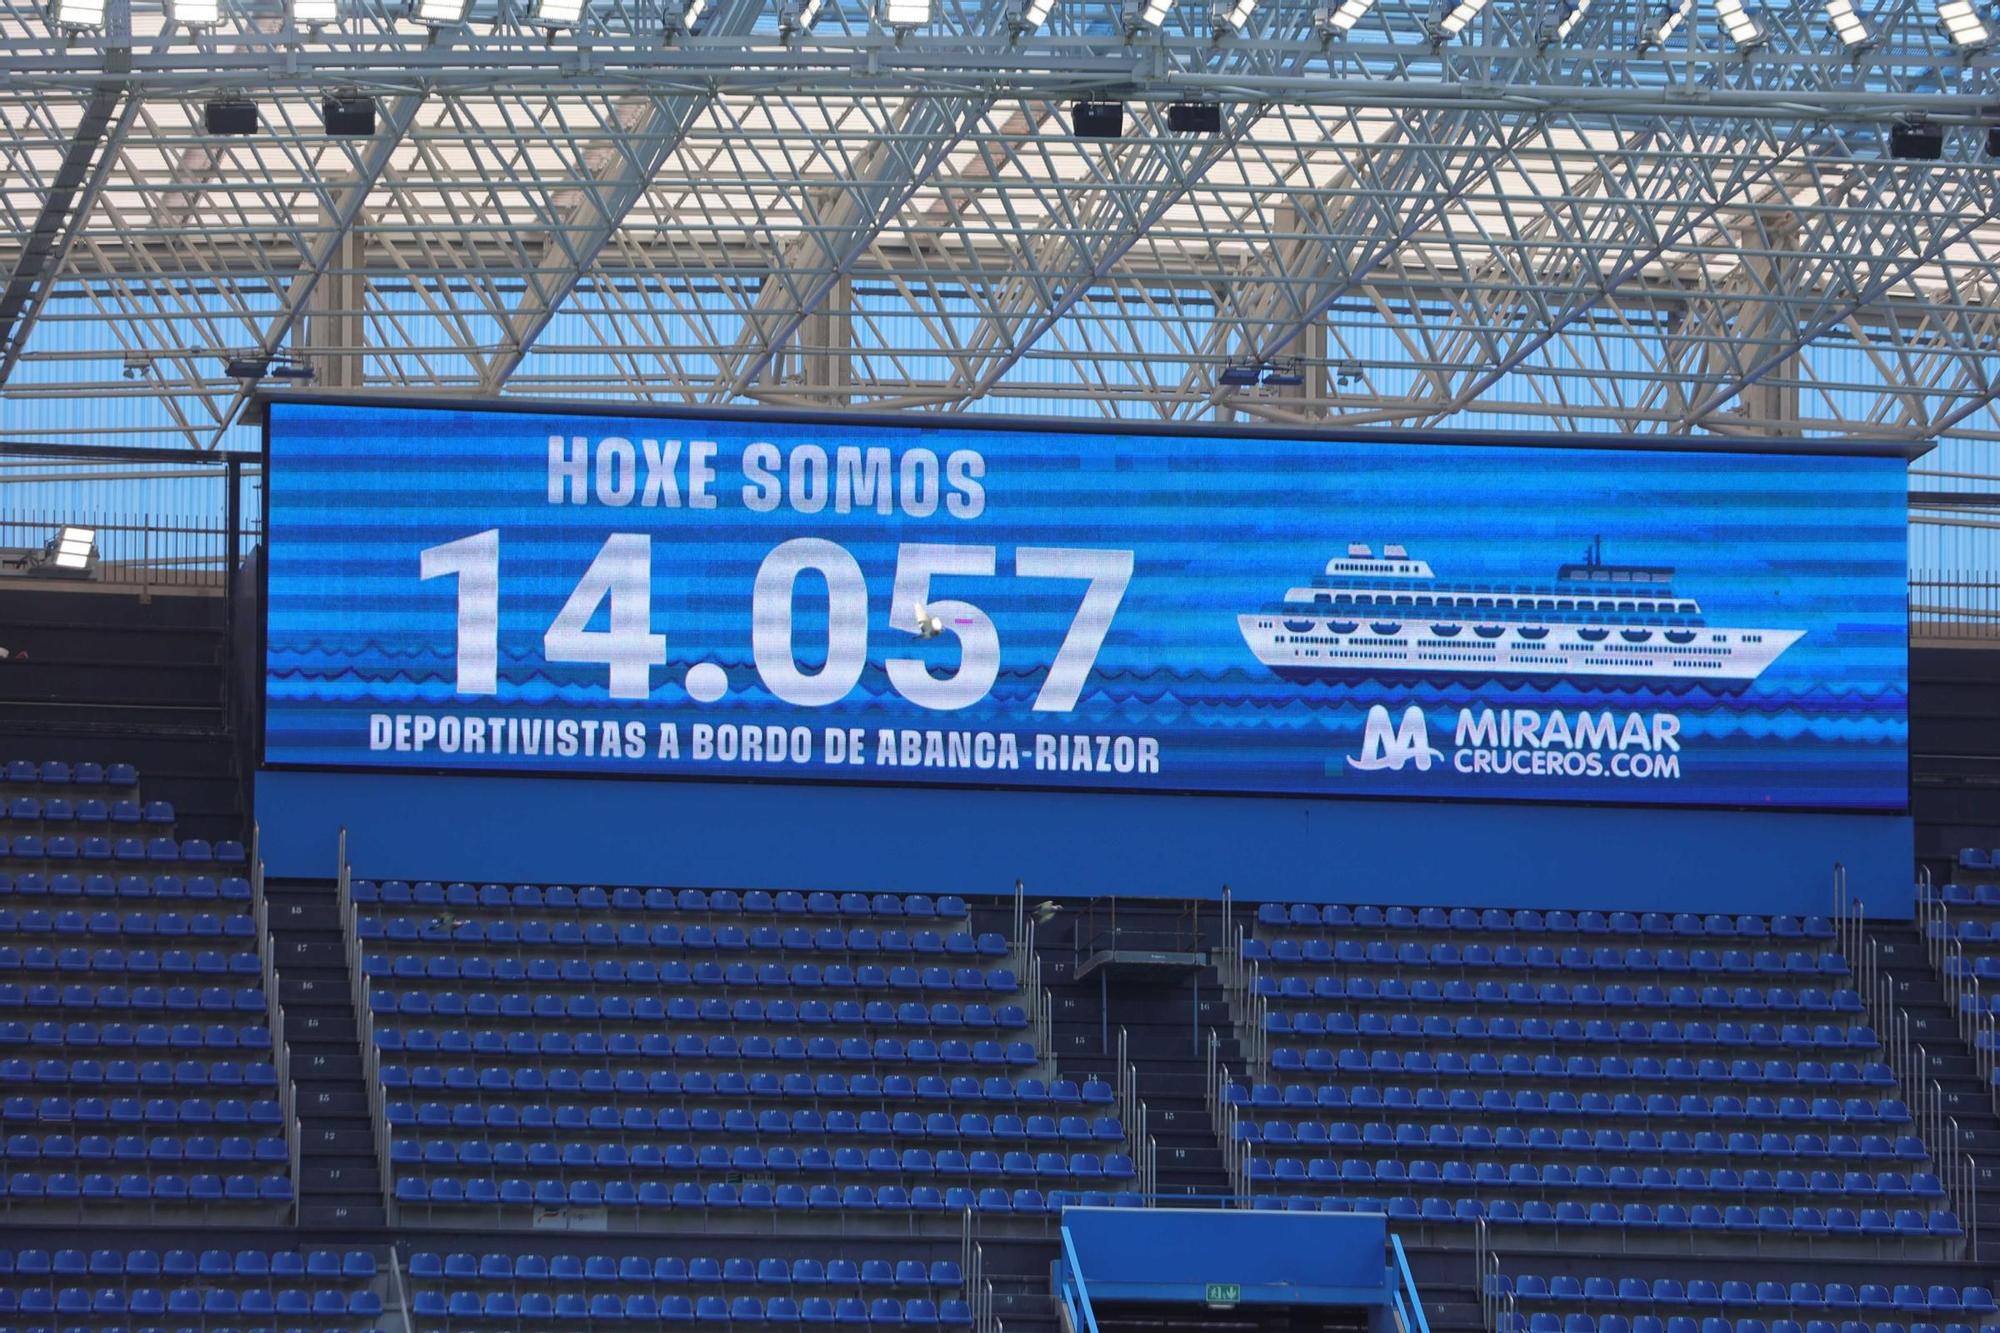 HOXE SOMOS
14.057
DEPORTIVISTAS A BORDO DE ABANCA-RIAZOR
MIRAMAR
CRUCEROS.COM